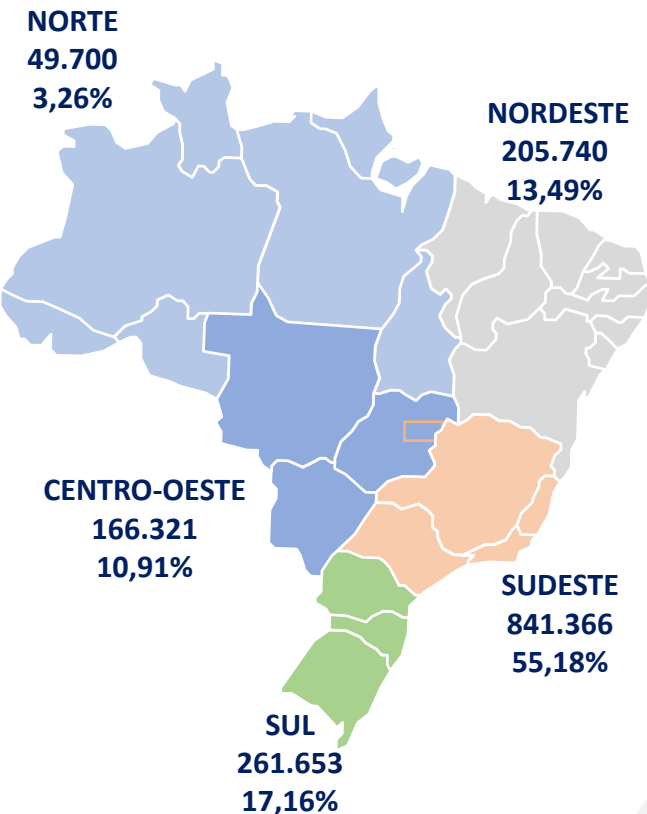 NORTE
49.700
3,26%
NORDESTE
205.740
13,49%
CENTRO-OESTE
166.321
10,91%
SUDESTE
841.366
55,18%
SUL
261.653
17,16%